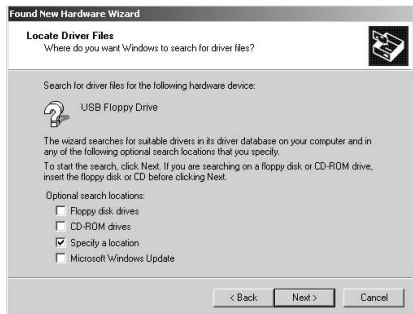 Found New Hardware Wizard
Locate Driver Files
Where do you want Windows to search for driver files?
Search for driver files for the following hardware device:
USB Floppy Drive
The wizard searches for suitable drivers in its driver database on your computer and in
any of the following optional search locations that you specify.
To start the search, click Next. If you are searching on a floppy disk or CD-ROM drive,
insert the floppy disk or CD before clicking Next.
Optional search locations:
Floppy disk drives
CD-ROM drives
Specify a location
Microsoft Windows Update
< Back Next > Cancel